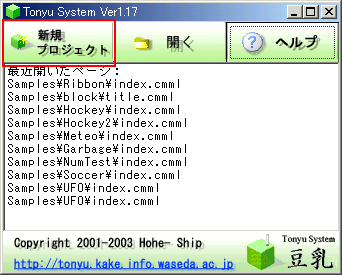 Tonyu System Ver1.17
新規
プロジェクト
開く
ヘルプ
最近開いたページ：
Samples¥Ribbon¥index.cmml
Samples¥block¥title.cmml
Samples¥Hockey¥index.cmml
Samples¥Hockey2¥index.cmml
Samples¥Meteo¥index.cmml
Samples¥Garbage¥index.cmml
Samples¥NumTest¥index.cmml
Samples¥Soccer¥index.cmml
Samples¥UFO¥index.cmml
Samples¥UFO¥index.cmml
Copyright 2001-2003 Hohe- Ship
http://tonyu.kake.info.waseda.ac.jp
Tonyu System
豆乳